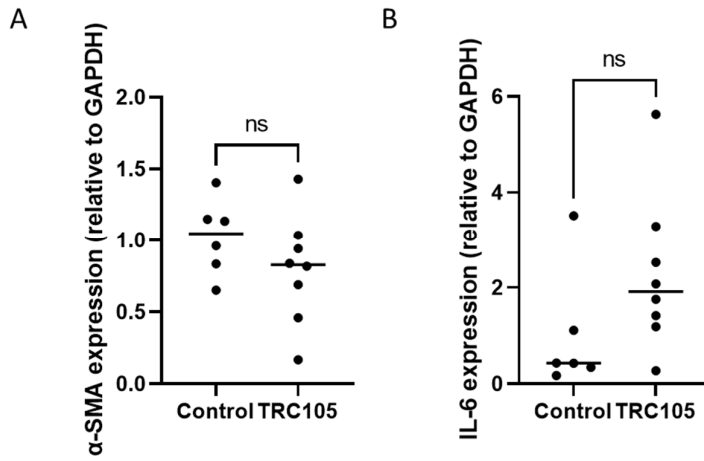 A
α-SMA expression (relative to GAPDH)
2.0
1.5
1.0
0.5
0.0
ns
Control TRC105
B
IL-6 expression (relative to GAPDH)
6
4
2
0
ns
Control TRC105